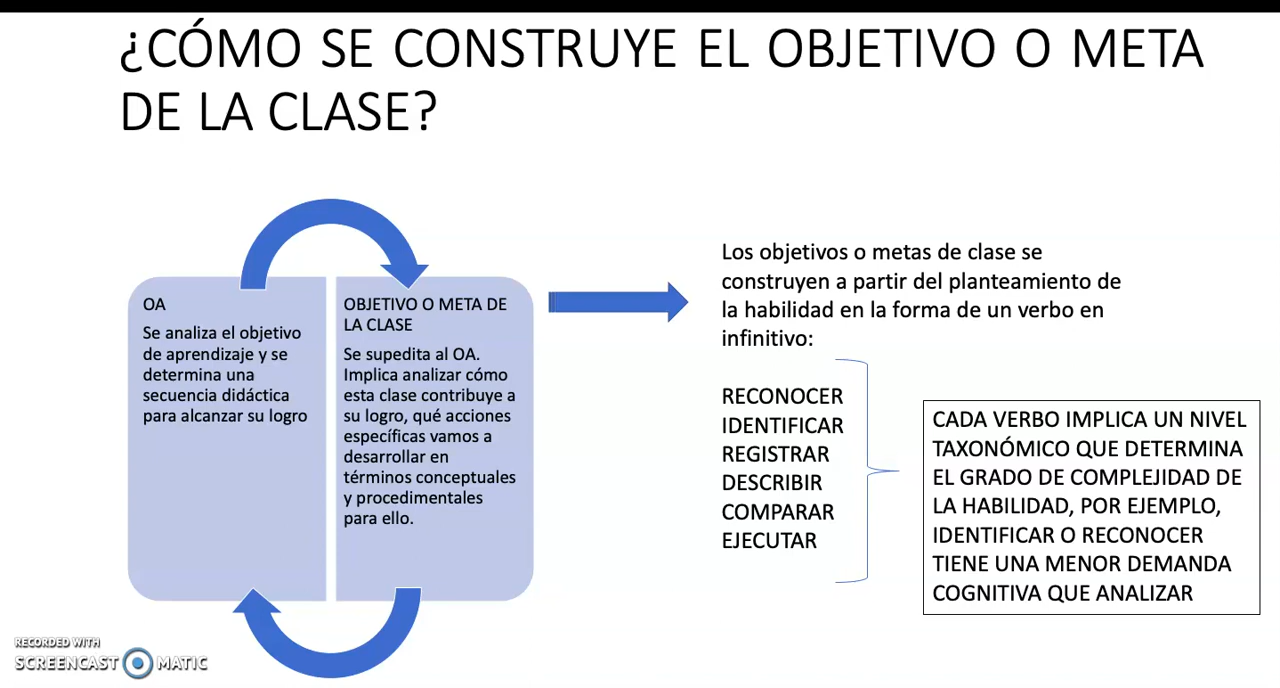 ¿CÓMO SE CONSTRUYE EL OBJETIVO O META
DE LA CLASE?
OA
Se analiza el objetivo
de aprendizaje y se
determina una
secuencia didáctica
para alcanzar su logro
OBJETIVO O META DE
LA CLASE
Se supedita al OA.
Implica analizar cómo
esta clase contribuye a
su logro, qué acciones
específicas vamos a
desarrollar en
términos conceptuales
y procedimentales
para ello.
Los objetivos o metas de clase se
construyen a partir del planteamiento de
la habilidad en la forma de un verbo en
infinitivo:
RECONOCER
IDENTIFICAR
REGISTRAR
DESCRIBIR
COMPARAR
EJECUTAR
CADA VERBO IMPLICA UN NIVEL
TAXONÓMICO QUE DETERMINA
EL GRADO DE COMPLEJIDAD DE
LA HABILIDAD, POR EJEMPLO,
IDENTIFICAR O RECONOCER
TIENE UNA MENOR DEMANDA
COGNITIVA QUE ANALIZAR
RECORDED WITH
SCREENCAST MATIC